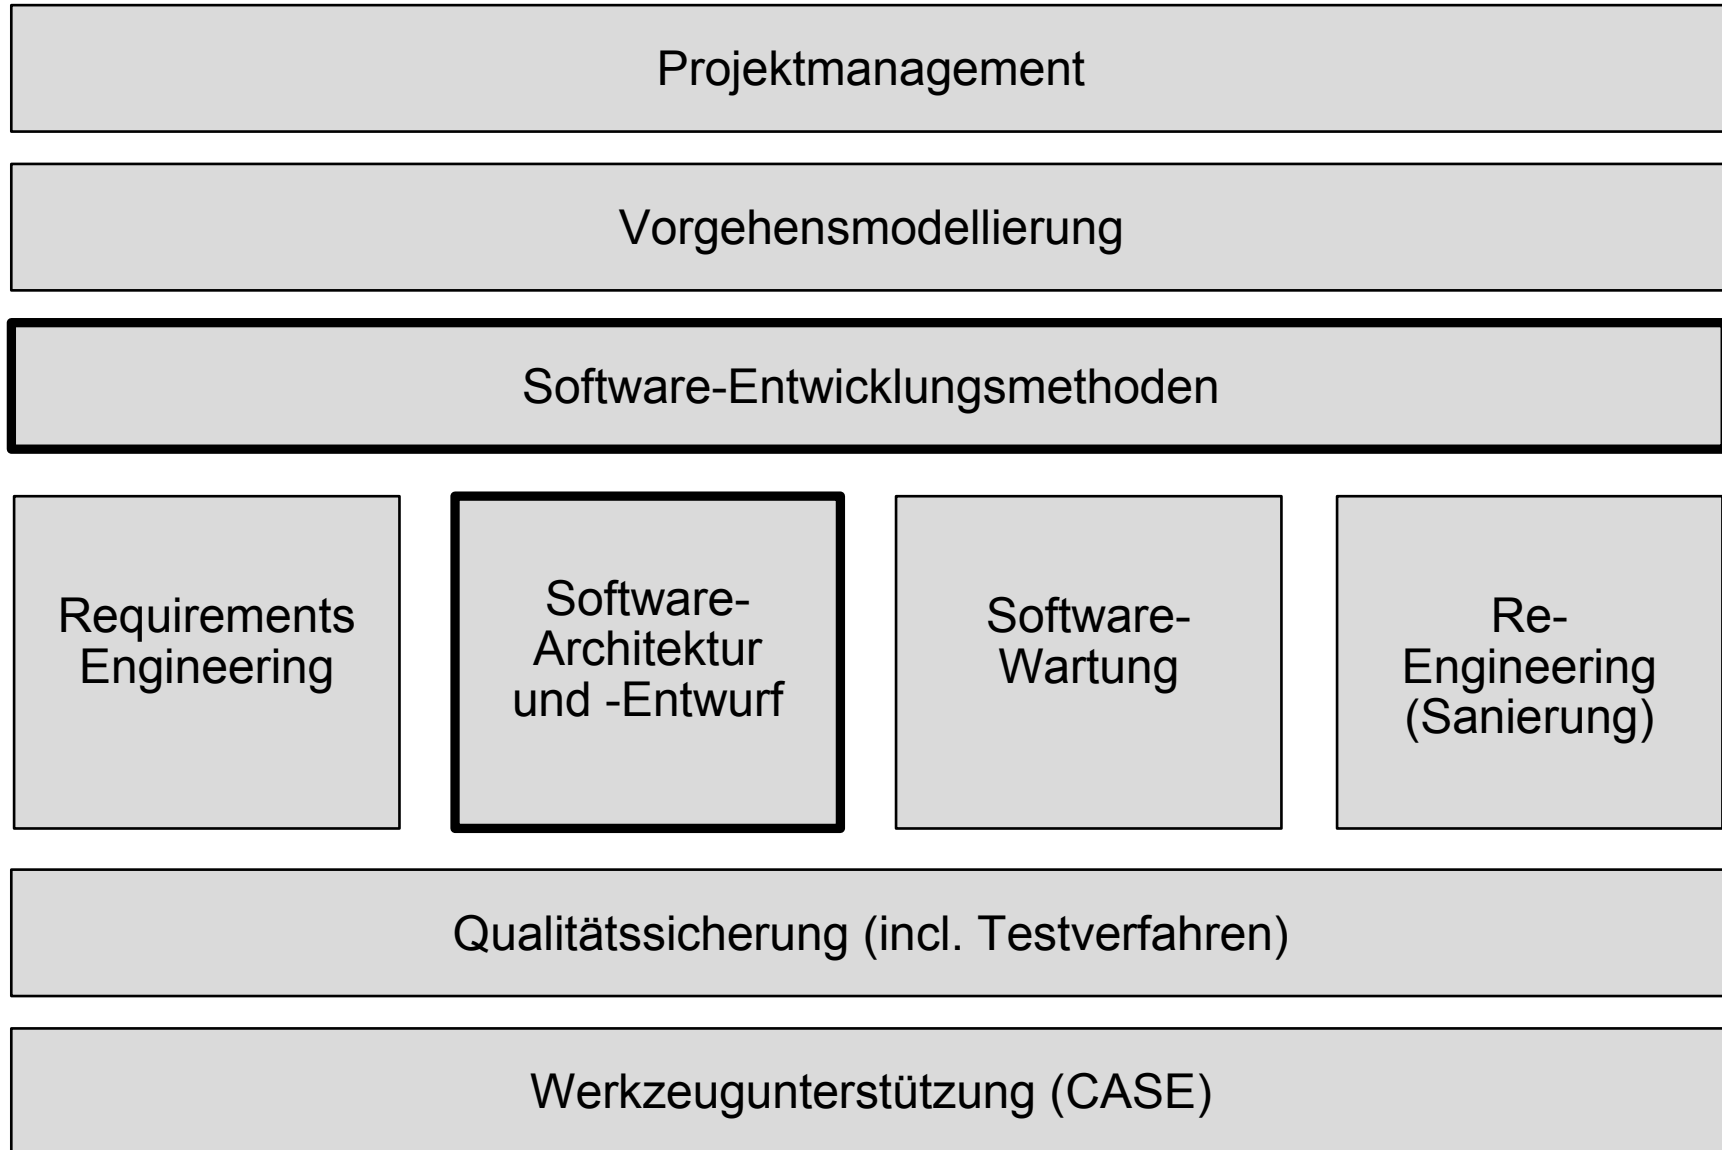 Projektmanagement
Vorgehensmodellierung
Software-Entwicklungsmethoden
Requirements
Engineering
Software-
Architektur
und -Entwurf
Software-
Wartung
Re-
Engineering
(Sanierung)
Qualitätssicherung (incl. Testverfahren)
Werkzeugunterstützung (CASE)